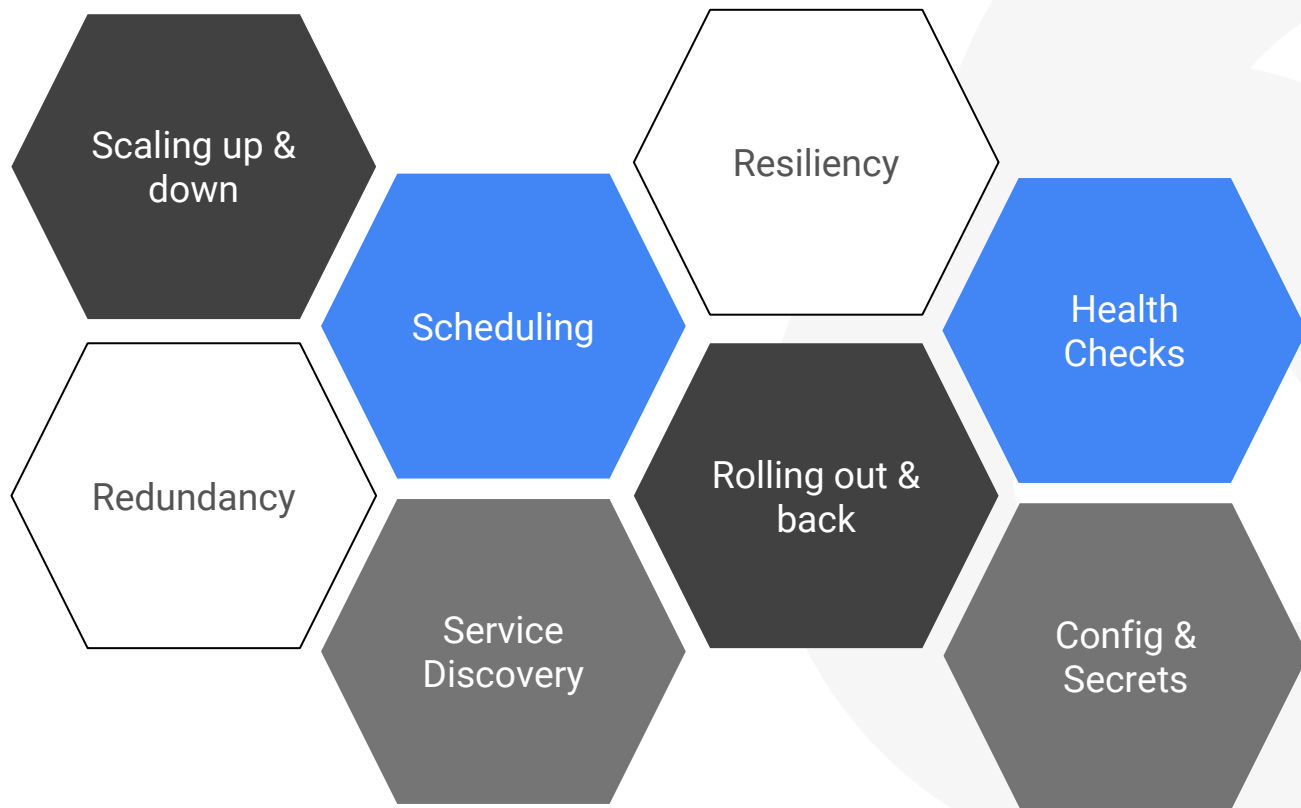 Scaling up &
down
Resiliency
Scheduling
Health
Checks
Redundancy
Rolling out &
back
Service
Discovery
Config &
Secrets